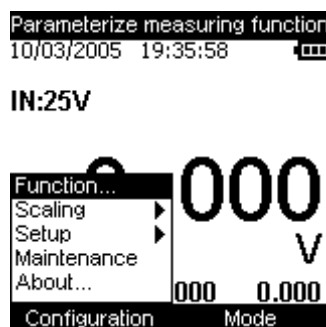 Parameterize measuring function
10/03/2005 19:35:58
IN:25V
000
Function...
Scaling
Setup
Maintenance
About...
V
000 0.000
Configuration Mode